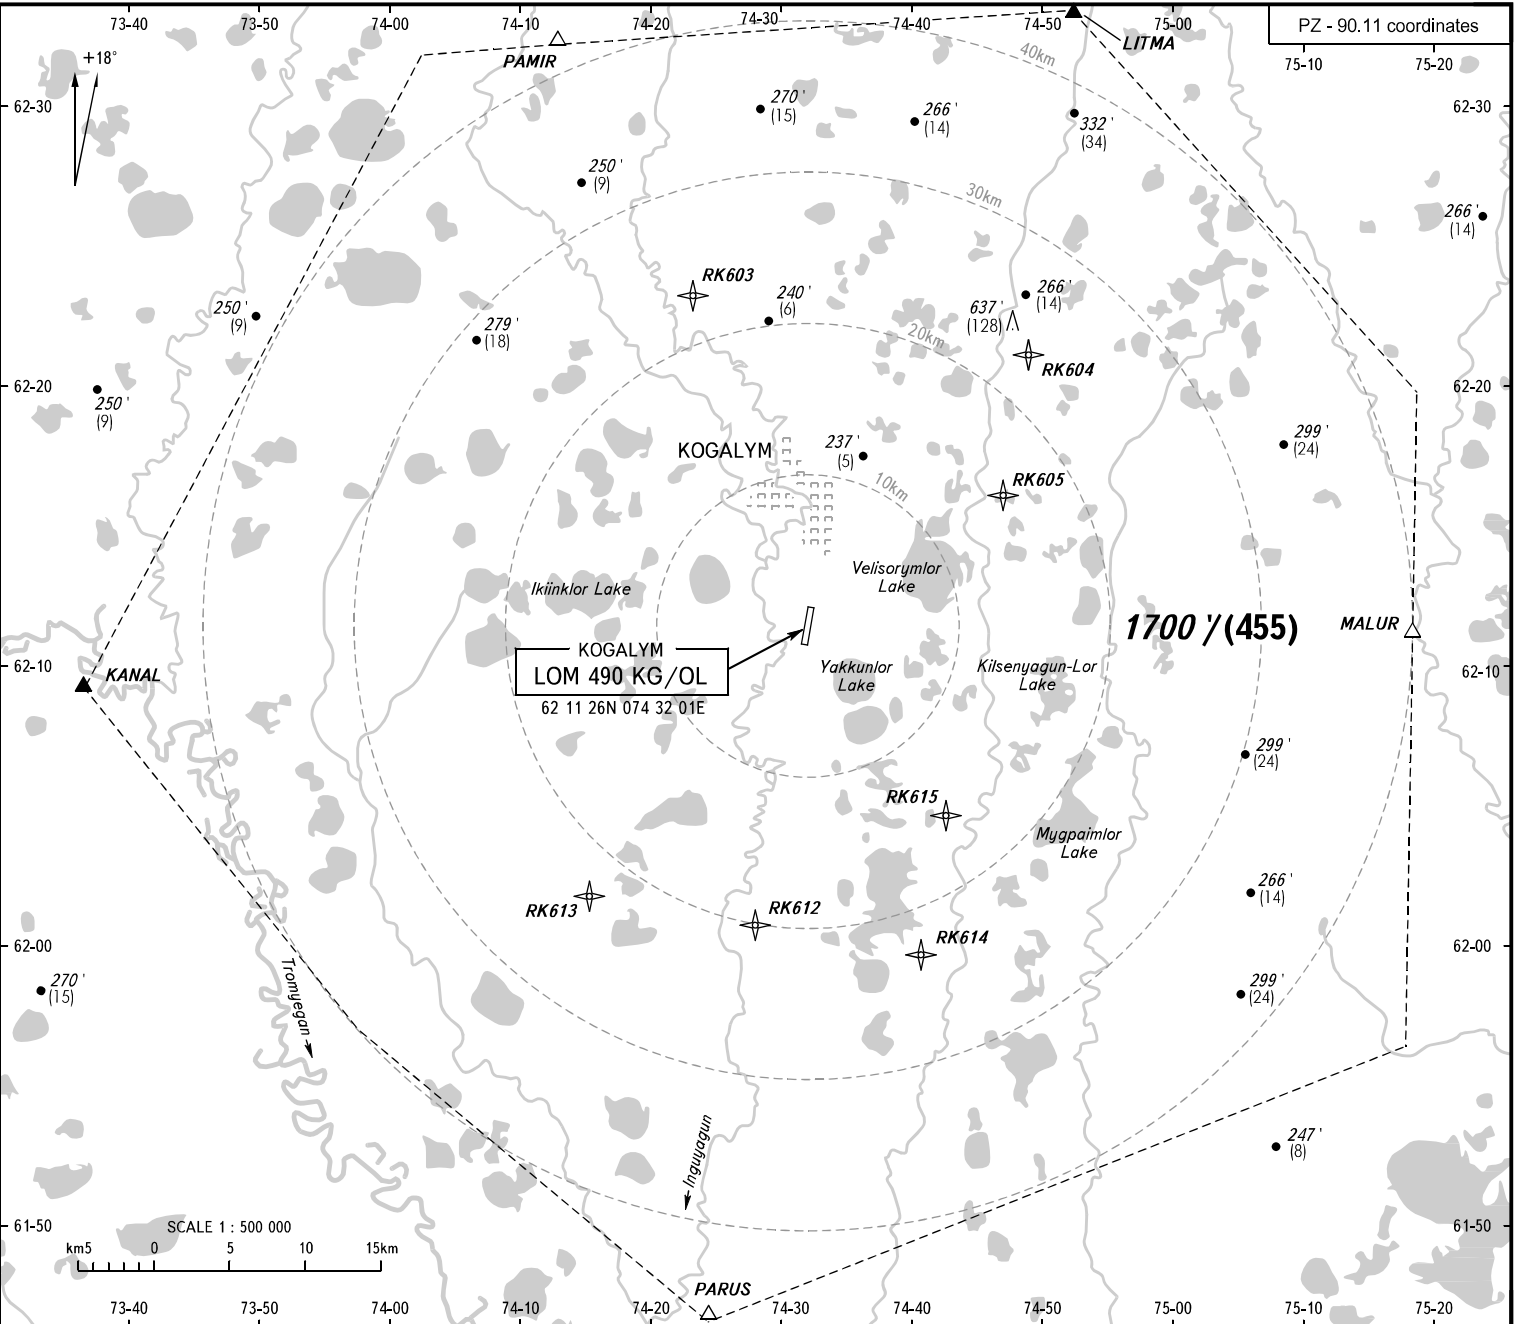 73-40 73-50 74-00 74-10 74-20 74-30 74-40 74-50 75-00
PZ - 90.11 coordinates
75-10 75-20
+18°
PAMIR
LITMA
40km
62-30
62-30
270'
(15)
266'
(14)
332'
(34)
250'
(9)
30km
266'
(14)
RK603
240'
(6)
266'
(14)
637'
(128)
250'
(9)
279'
(18)
20km
RK604
62-20
62-20
250'
(9)
KOGALYM
237'
(5)
299'
(24)
10km
RK605
Velisorymlor
Lake
Ikiinklor Lake
1700'/(455)
MALUR
KOGALYM
LOM 490 KG/OL
62 11 26N 074 32 01E
Yakkunlor
Lake
Kilsenyagun-Lor
Lake
62-10
62-10
KANAL
299'
(24)
RK615
Mygpaimlor
Lake
266'
(14)
RK613
RK612
RK614
62-00
62-00
270'
(15)
Tromyegan
299'
(24)
Inguyagun
247'
(8)
61-50
61-50
SCALE 1 : 500 000
km5 0 5 10 15km
PARUS
73-40 73-50 74-00 74-10 74-20 74-30 74-40 74-50 75-00 75-10 75-20